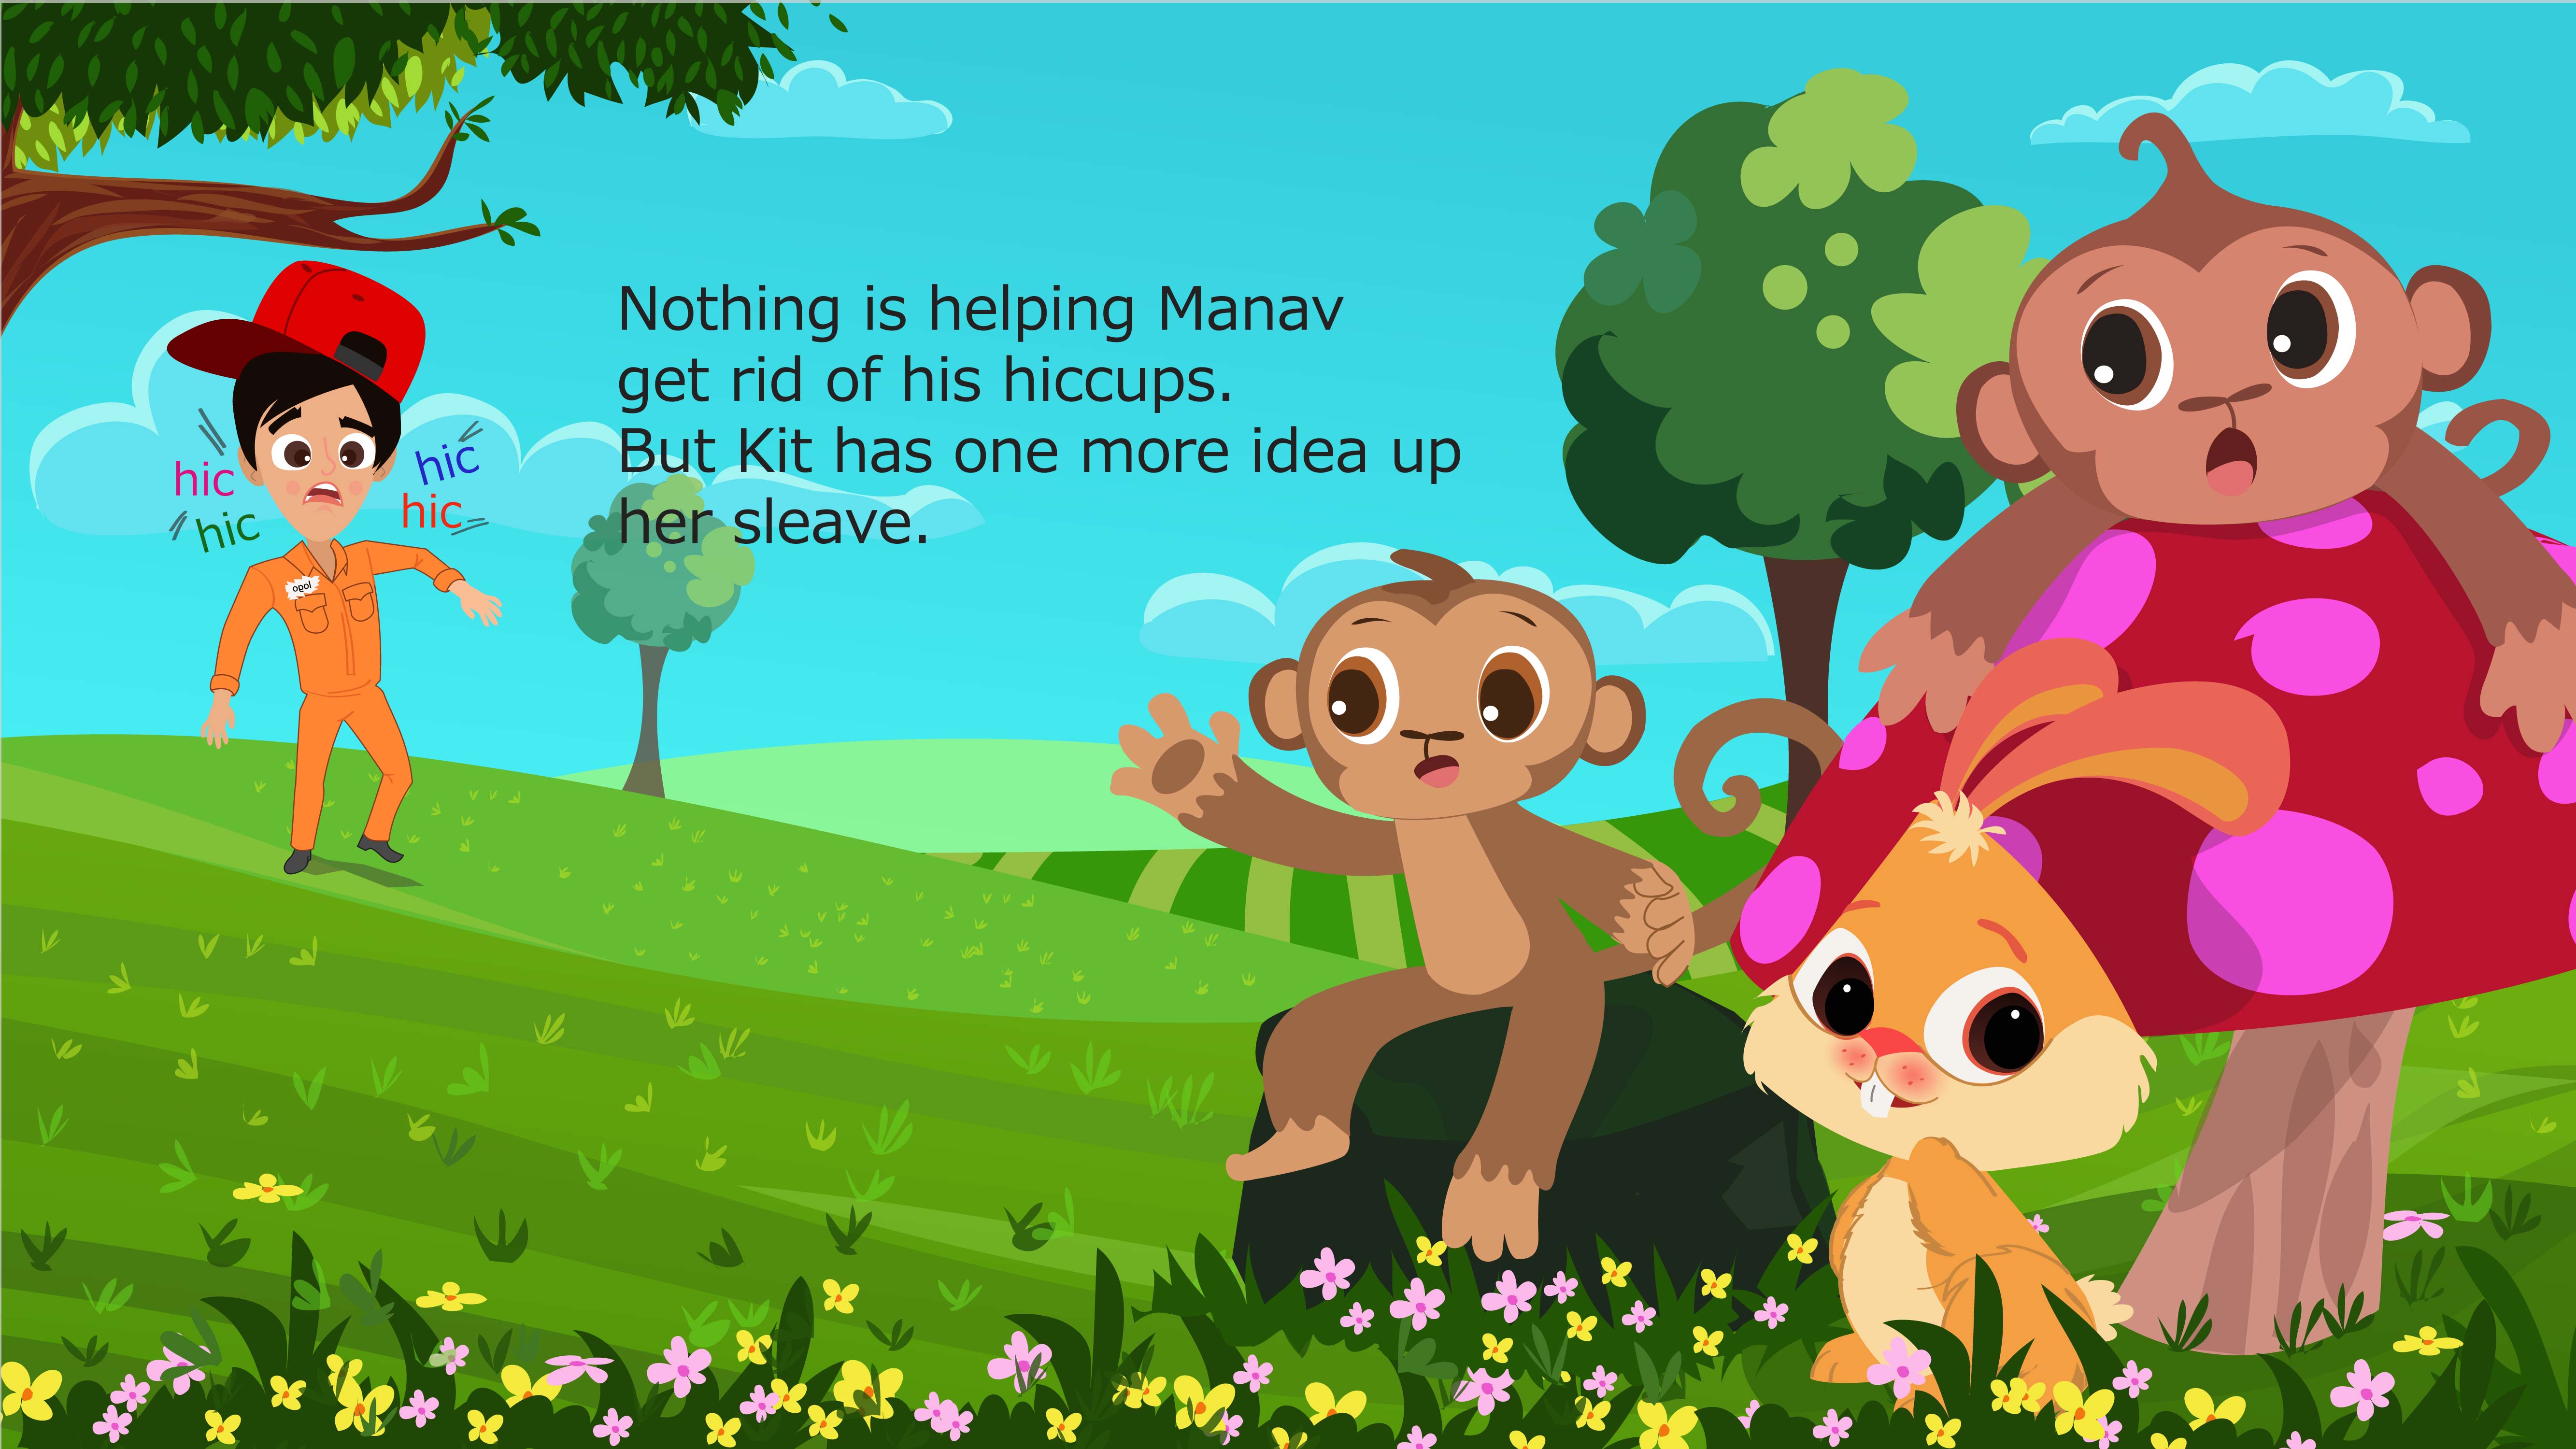 Nothing is helping Manav
get rid of his hiccups.
But Kit has one more idea up
her sleave.
hic
hic
hic
hic
logo